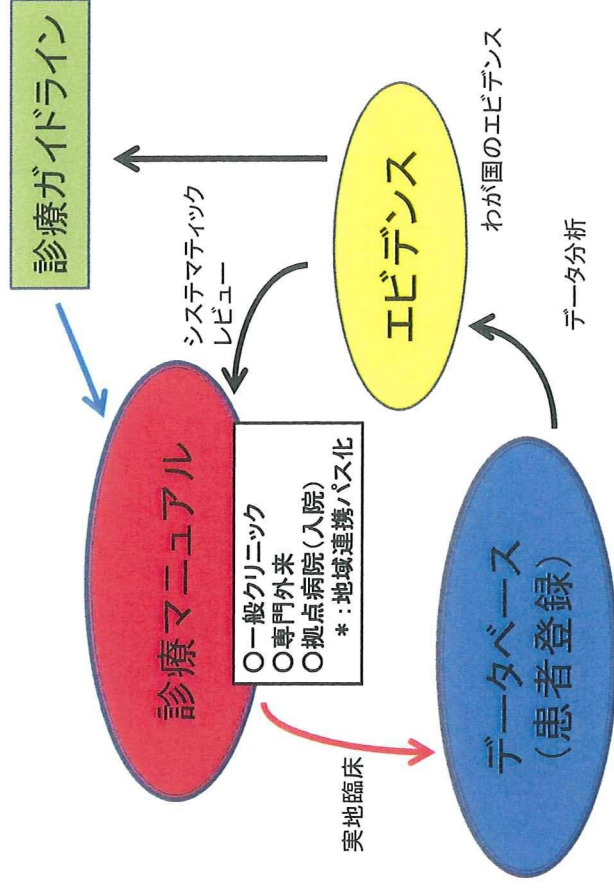 診療ガイドライン
診療マニュアル
○一般クリニック
○専門外来
○拠点病院(入院)
＊:地域連携パス化
システマティック
レビュー
エビデンス
わが国のエビデンス
データ分析
実地臨床
データベース
(患者登録)